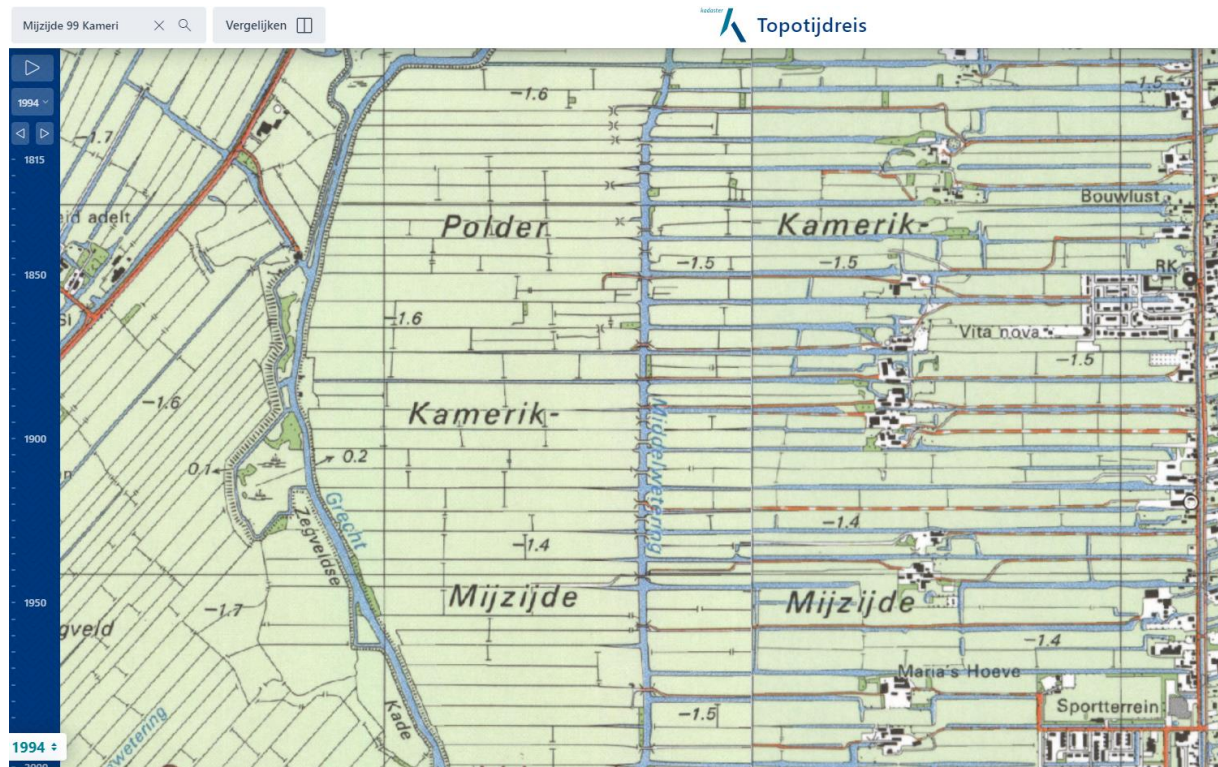 Mijzijde 99 Kameri
Vergelijken
kadaster
Topotijdreis
1994
1815
1850
1900
1950
1994
-1.6
-1.5
-1.7
eid adelt
Bouwlust
Polder
Kamerik-
-1.5
-1.5
RK
-1.6
Vita nova
-1.5
-1.6
Kamerik-
Middelwetering
0.1
0.2
Gracht
Zegveldse
-1.4
-1.4
Mijzijde
Mijzijde
-1.7
gveld
-1.4
Maria's Hoeve
Kade
-1.5
Sportterrein
wetering